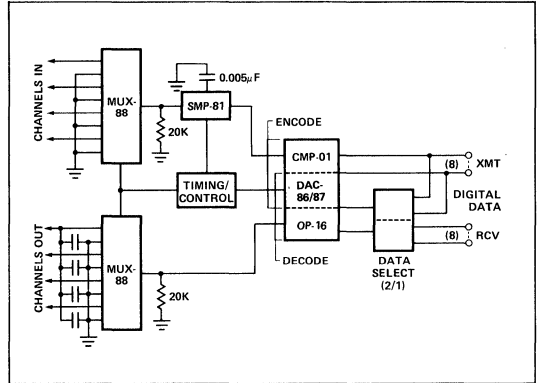 CHANNELS IN
MUX-
88
0.005μF
SMP-81
20K
ENCODE
CMP-01
DAC-
86/87
OP-16
DECODE
TIMING/
CONTROL
(8) XMT
DIGITAL
DATA
(8) RCV
DATA
SELECT
(2/1)
CHANNELS OUT
MUX-
88
20K